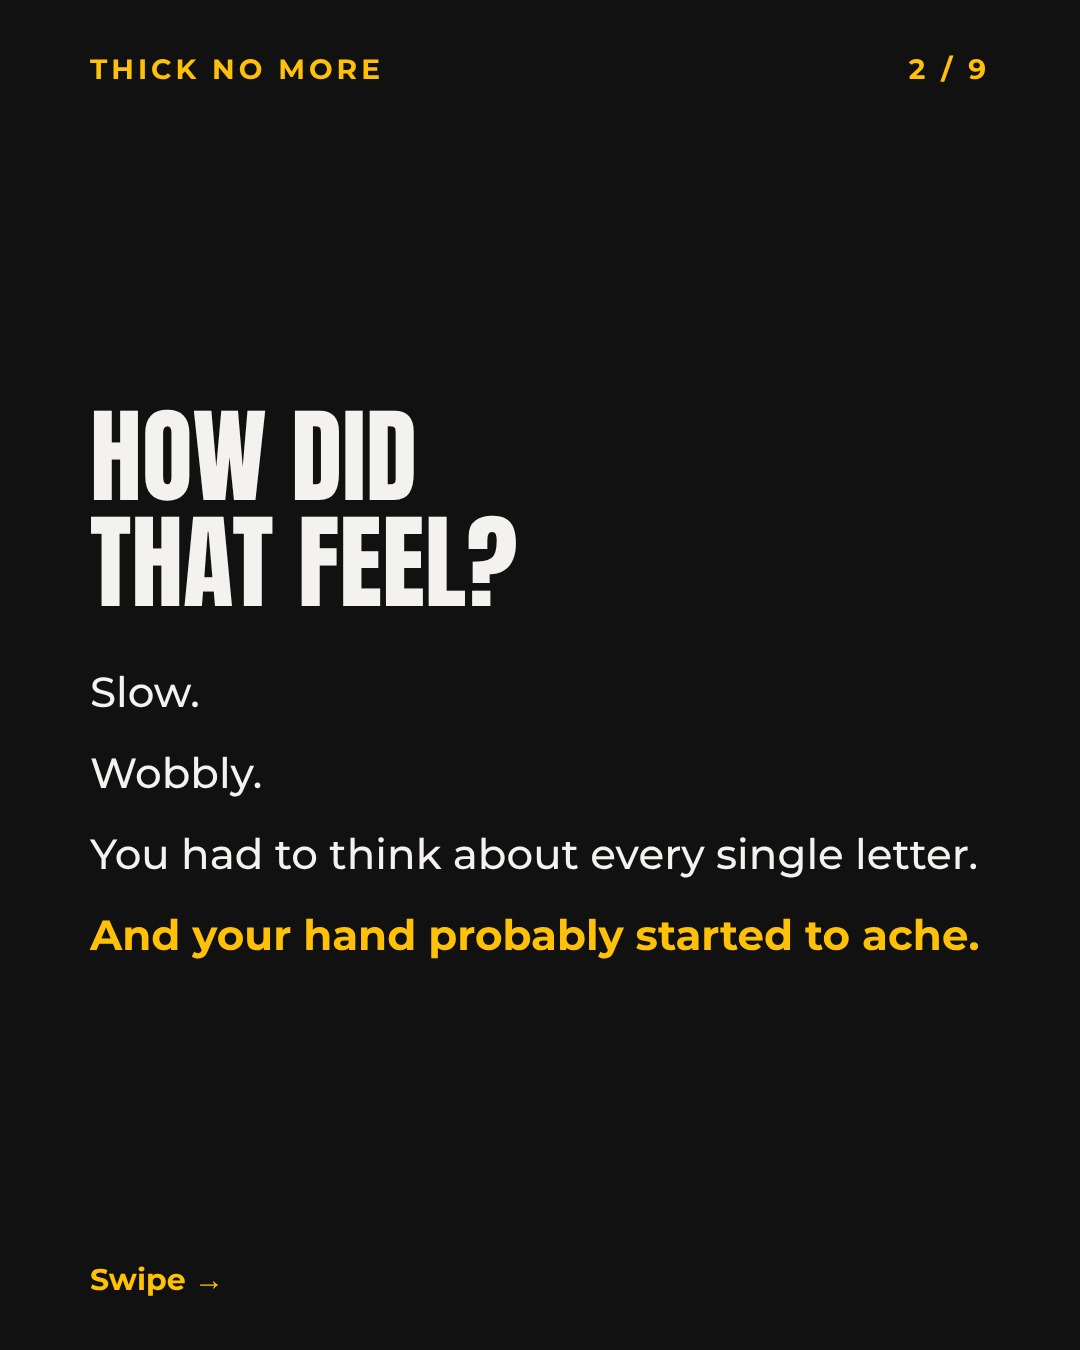 THICK NO MORE
2 / 9
HOW DID
THAT FEEL?
Slow.
Wobbly.
You had to think about every single letter.
And your hand probably started to ache.
Swipe →